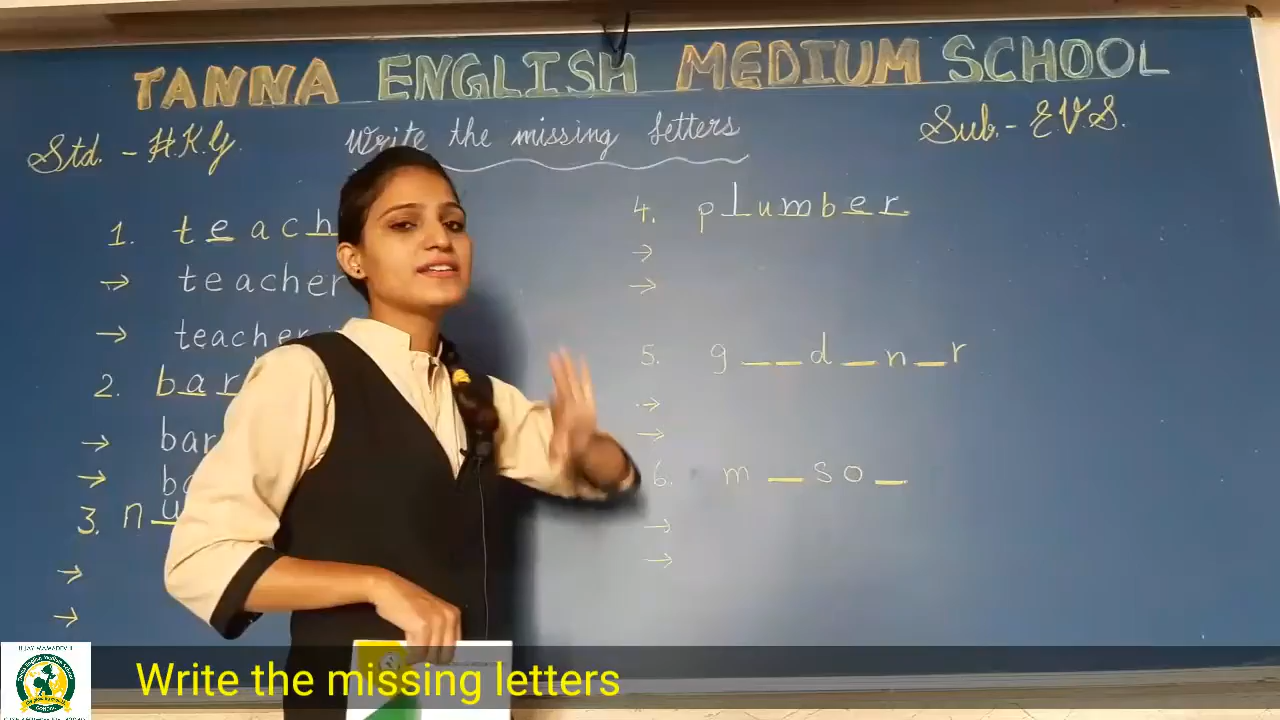 TANNA ENGLISH MEDIUM SCHOOL
Std. - H.K.G.
Write the missing letters
Sub. - E.V.S.
1. t e a c h
→ teacher
→ teacher
2. b a r
→ bar
→ ba
3. n u
→
→
4. p l u m b e r
→
→
5. g _ _ d _ n _ r
→
→
6. m _ s o _
→
→
Write the missing letters